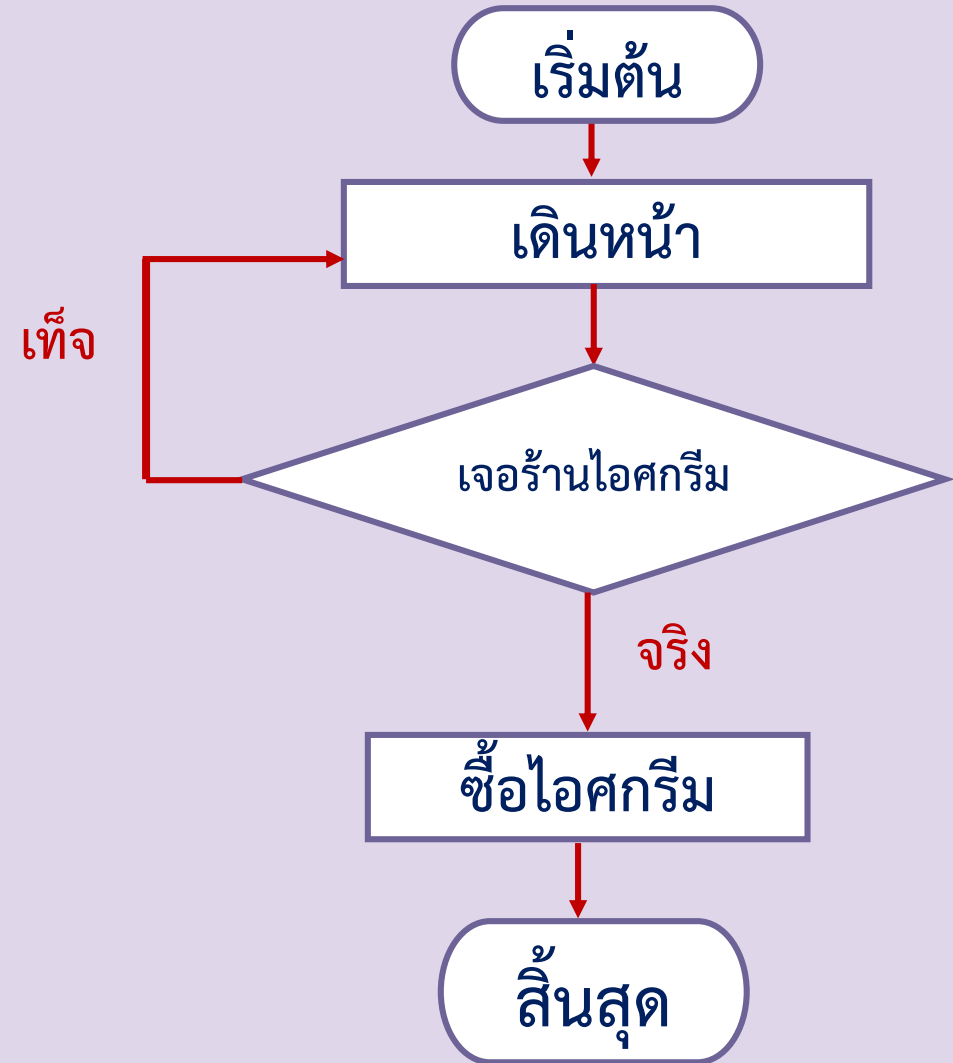 เริ่มต้น
เดินหน้า
เท็จ
เจอร้านไอศกรีม
จริง
ซื้อไอศกรีม
สิ้นสุด